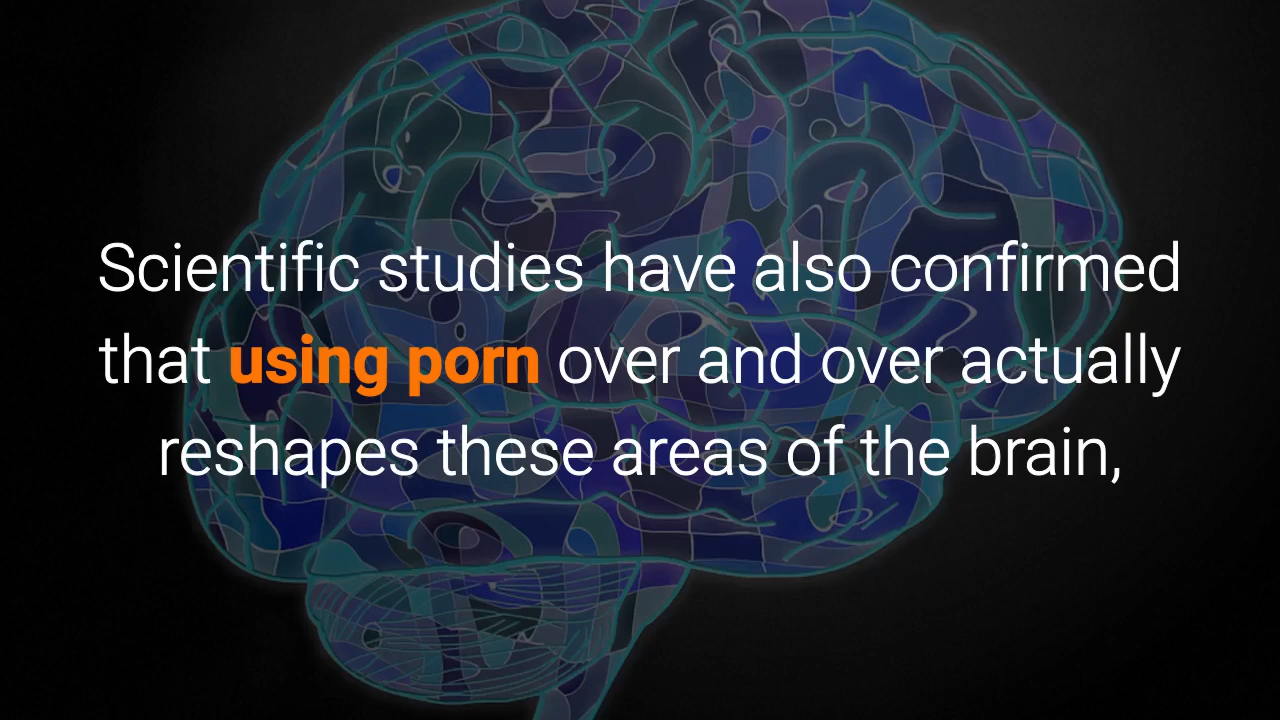 Scientific studies have also confirmed
that using porn over and over actually
reshapes these areas of the brain,